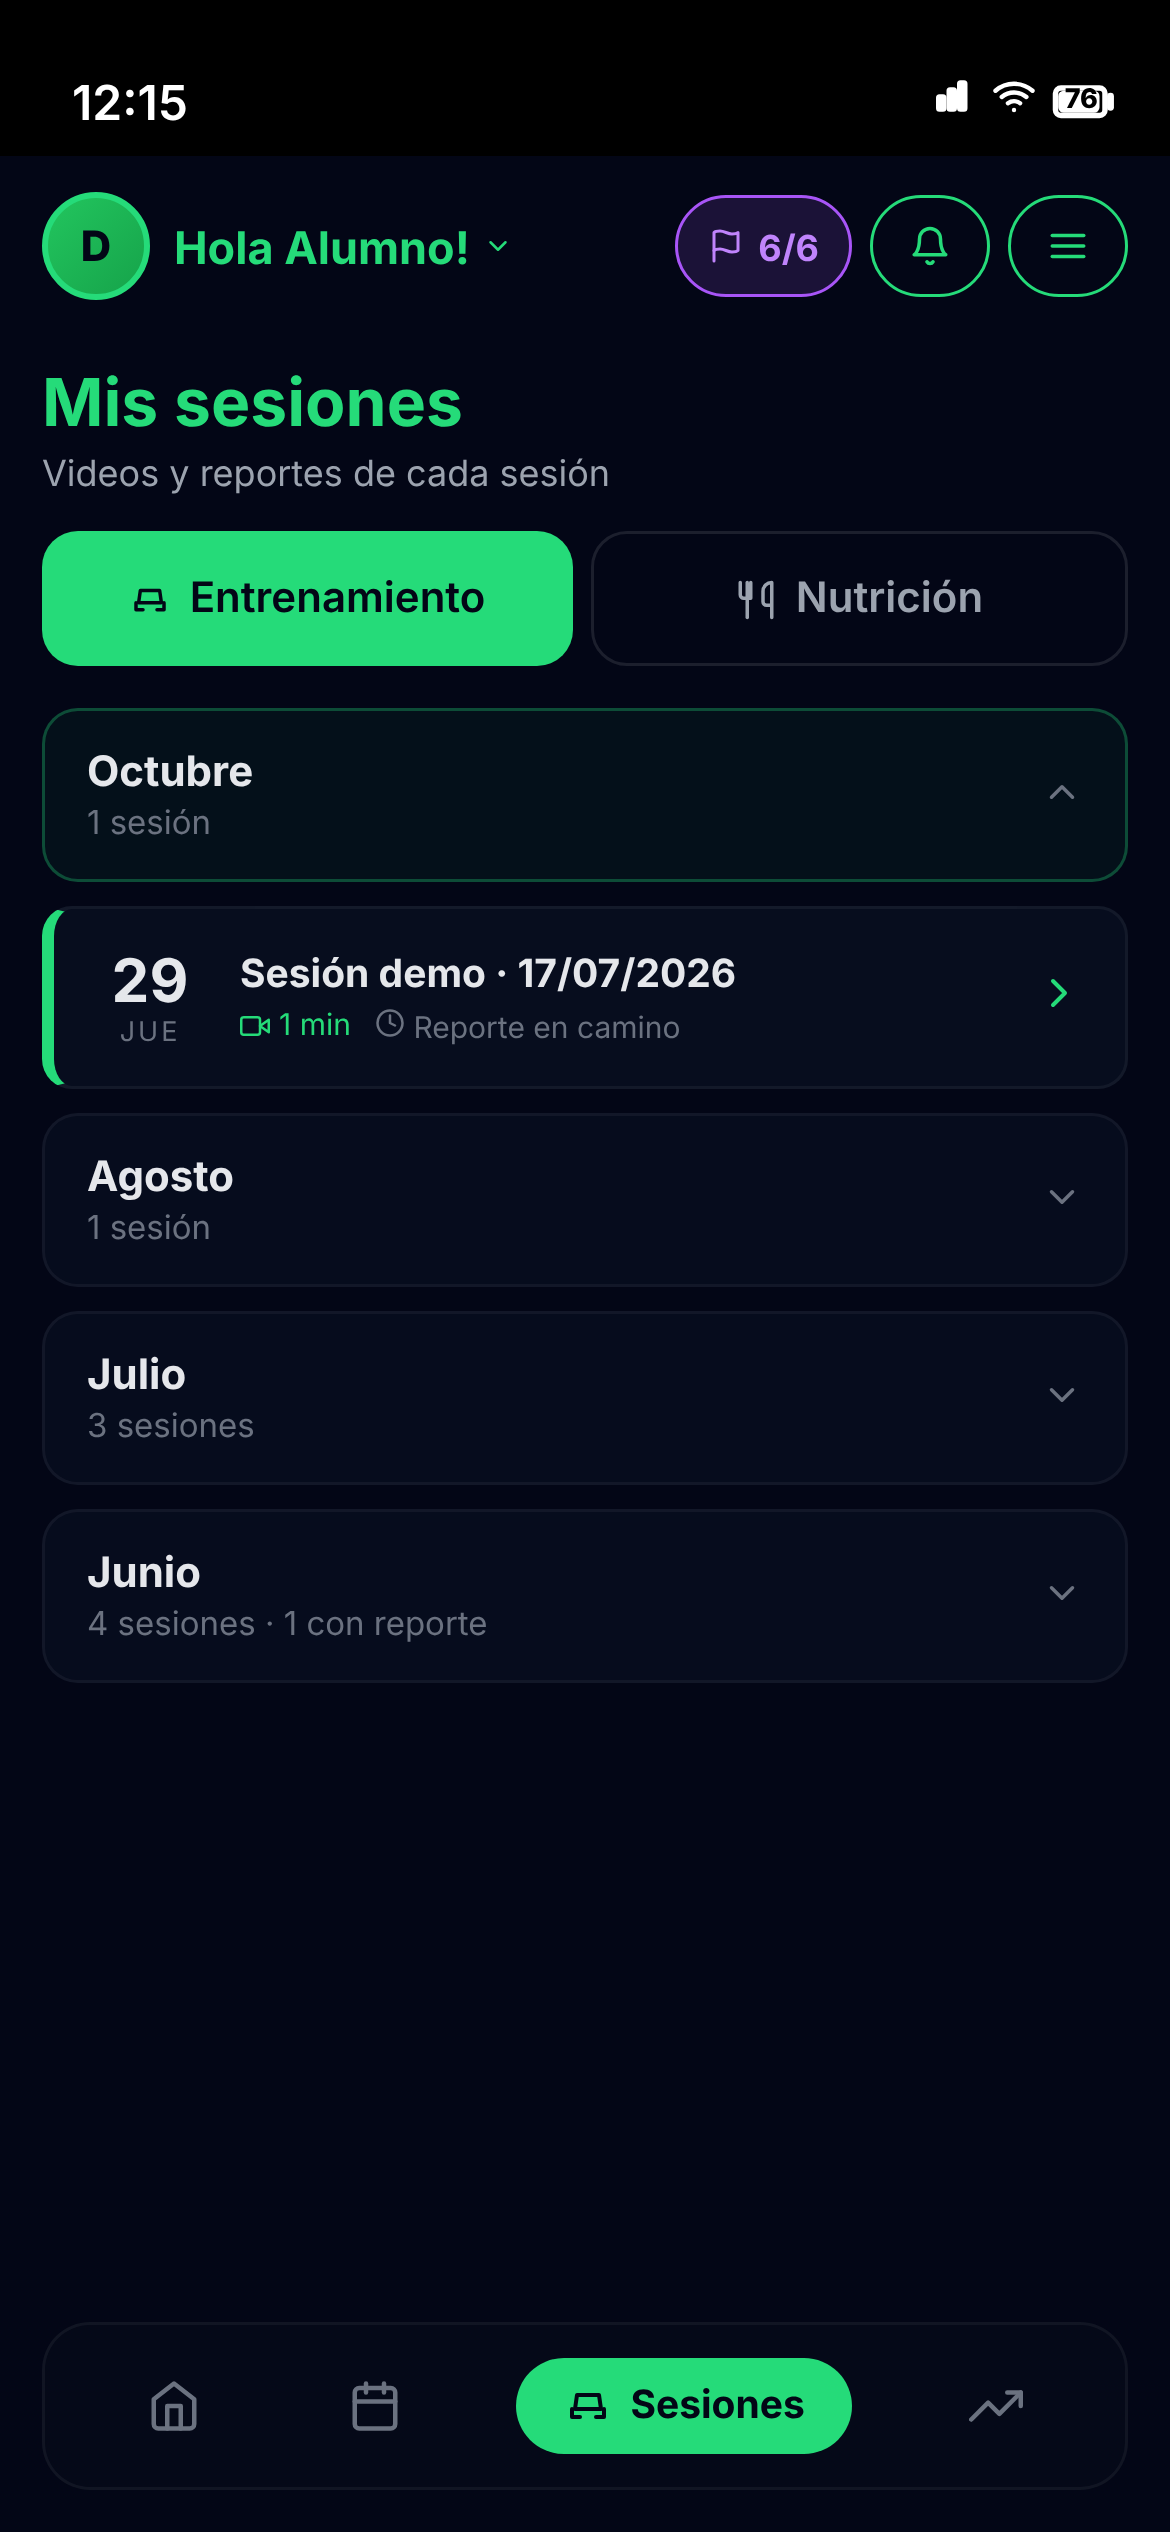 12:15
76
D
Hola Alumno!
6/6
Mis sesiones
Videos y reportes de cada sesión
Entrenamiento
Nutrición
Octubre
1 sesión
29
JUE
Sesión demo · 17/07/2026
1 min
Reporte en camino
Agosto
1 sesión
Julio
3 sesiones
Junio
4 sesiones · 1 con reporte
Sesiones